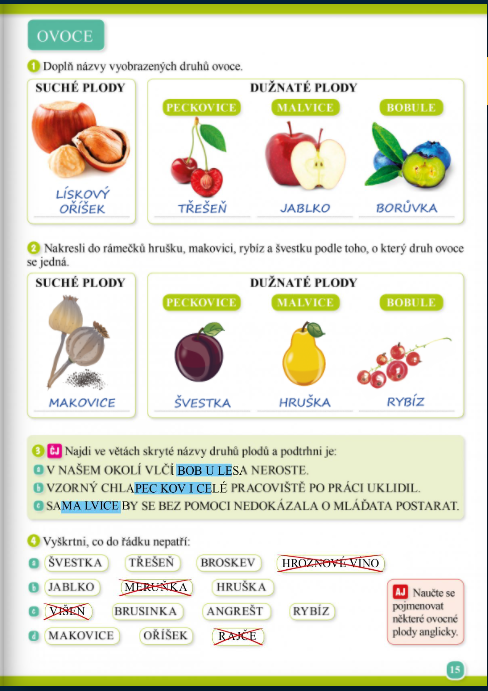 OVOCE
1 Doplň názvy vyobrazených druhů ovoce.
SUCHÉ PLODY
DUŽNATÉ PLODY
PECKOVICE MALVICE BOBULE
LÍSKOVÝ
OŘÍŠEK
TŘEŠEŇ JABLKO BORŮVKA
2 Nakresli do rámečků hrušku, makovici, rybíz a švestku podle toho, o který druh ovoce
se jedná.
SUCHÉ PLODY
DUŽNATÉ PLODY
PECKOVICE MALVICE BOBULE
MAKOVICE ŠVESTKA HRUŠKA RYBÍZ
3 ČJ Najdi ve větách skryté názvy druhů plodů a podtrhni je:
a V NAŠEM OKOLÍ VLČÍ BOB U LESA NEROSTE.
b VZORNÝ CHLAPEC KOV I CELÉ PRACOVIŠTĚ PO PRÁCI UKLIDIL.
c SAMA LVICE BY SE BEZ POMOCI NEDOKÁZALA O MLÁĎATA POSTARAT.
4 Vyškrtni, co do řádku nepatří:
a ŠVESTKA TŘEŠEŇ BROSKEV HROZNOVÉ VÍNO
b JABLKO MERUŇKA HRUŠKA
c VIŠEŇ BRUSINKA ANGREŠT RYBÍZ
d MAKOVICE OŘÍŠEK RAJČE
AJ Naučte se
pojmenovat
některé ovocné
plody anglicky.
15